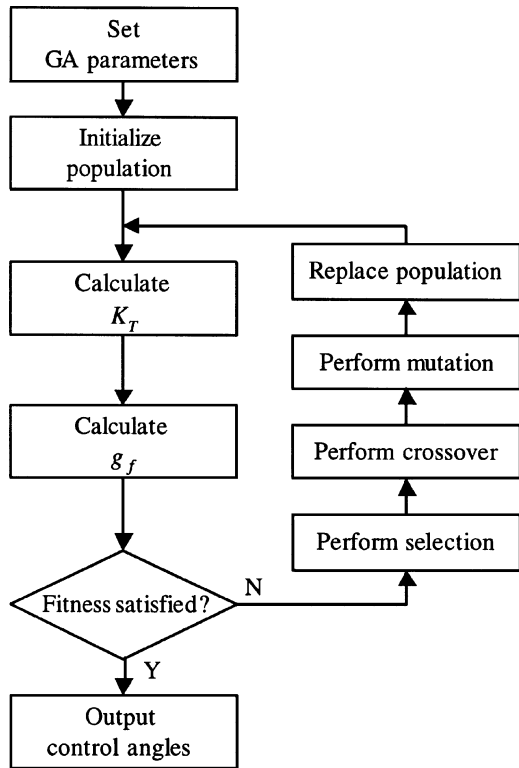 Set
GA parameters
Initialize
population
Calculate
K_T
Calculate
g_f
Fitness satisfied?
N
Y
Output
control angles
Replace population
Perform mutation
Perform crossover
Perform selection